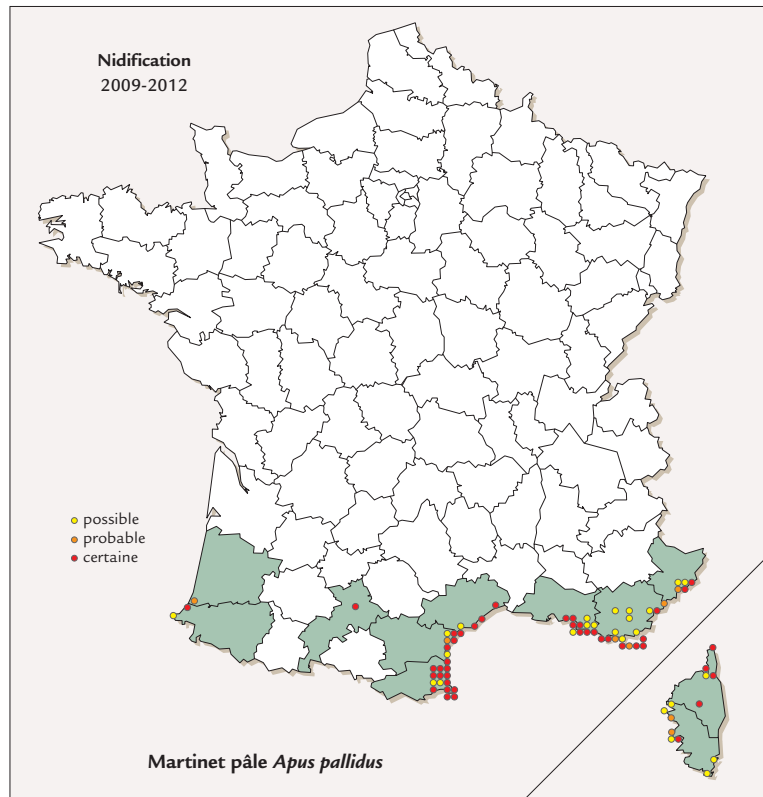 Nidification
2009-2012
possible
probable
certaine
Martinet pâle Apus pallidus